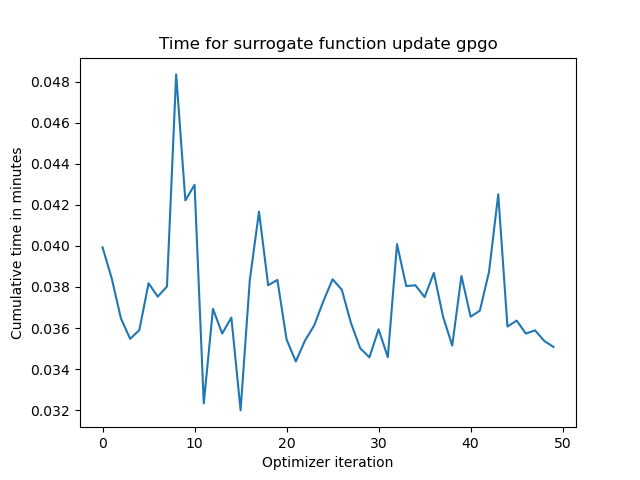 Time for surrogate function update gpgo
Cumulative time in minutes
0.048
0.046
0.044
0.042
0.040
0.038
0.036
0.034
0.032
0 10 20 30 40 50
Optimizer iteration